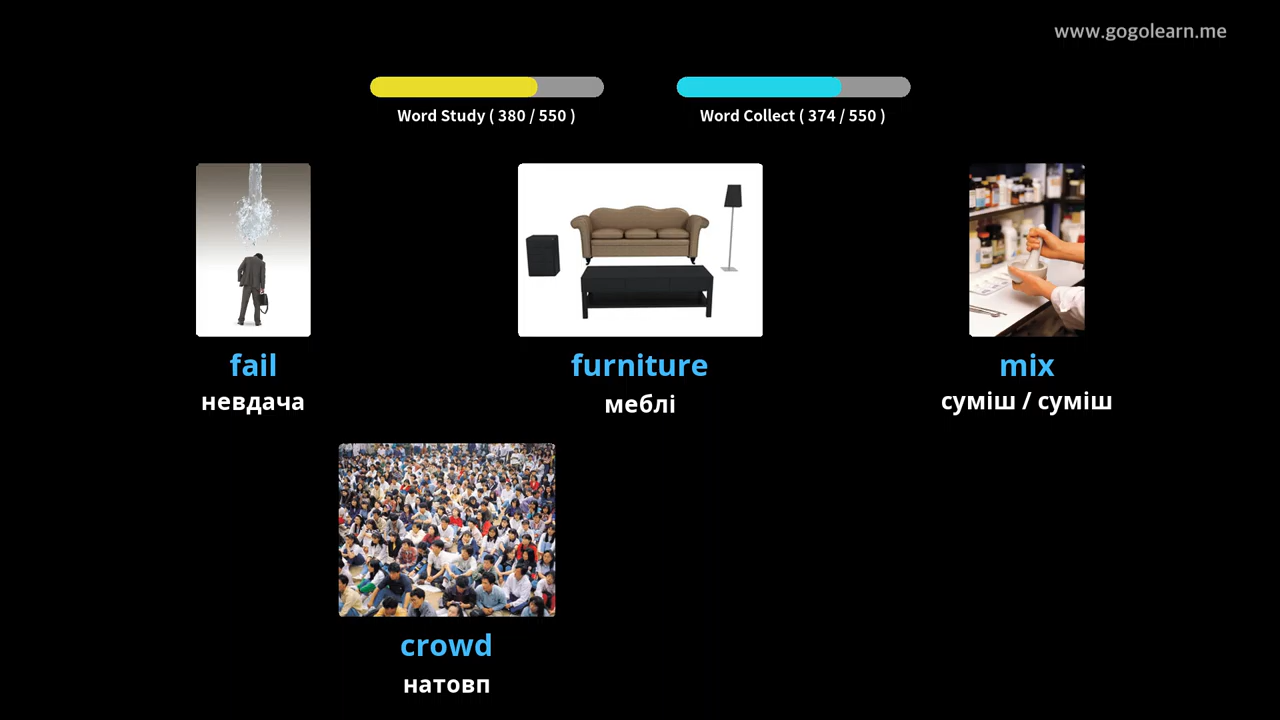 www.gogolearn.me
Word Study ( 380 / 550 )
Word Collect ( 374 / 550 )
fail
невдача
furniture
меблі
mix
суміш / суміш
crowd
натовп